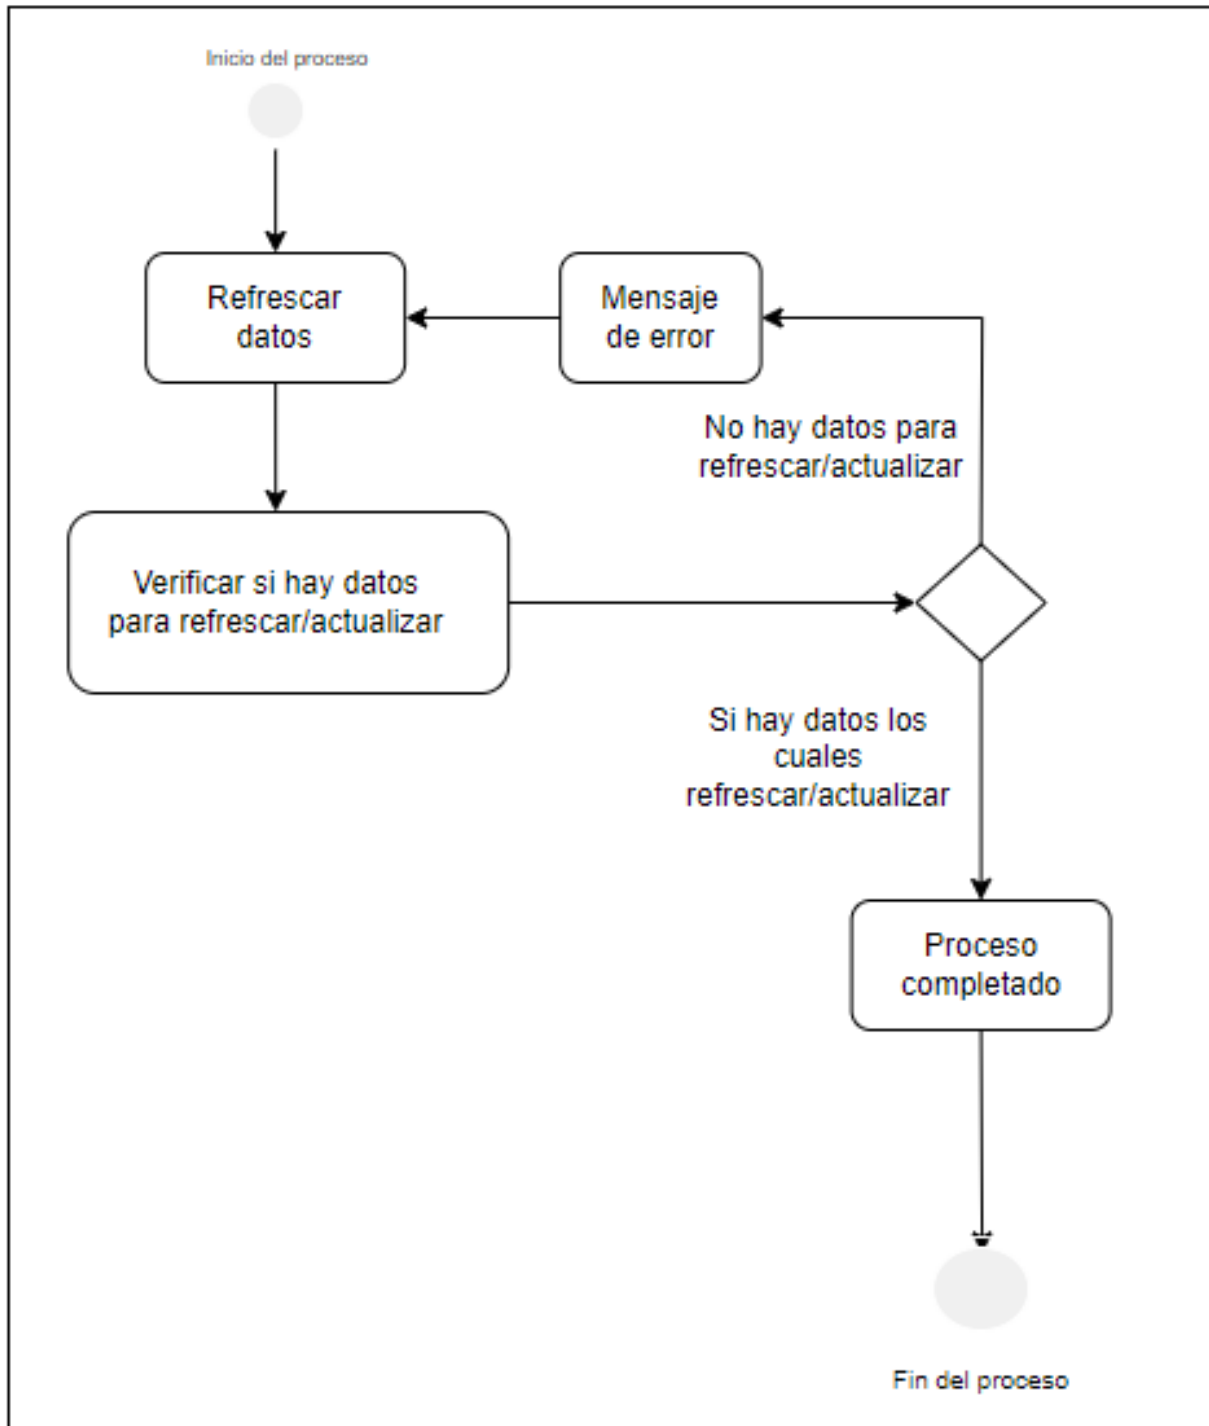 Inicio del proceso
Refrescar
datos
Mensaje
de error
No hay datos para
refrescar/actualizar
Verificar si hay datos
para refrescar/actualizar
Si hay datos los
cuales
refrescar/actualizar
Proceso
completado
Fin del proceso